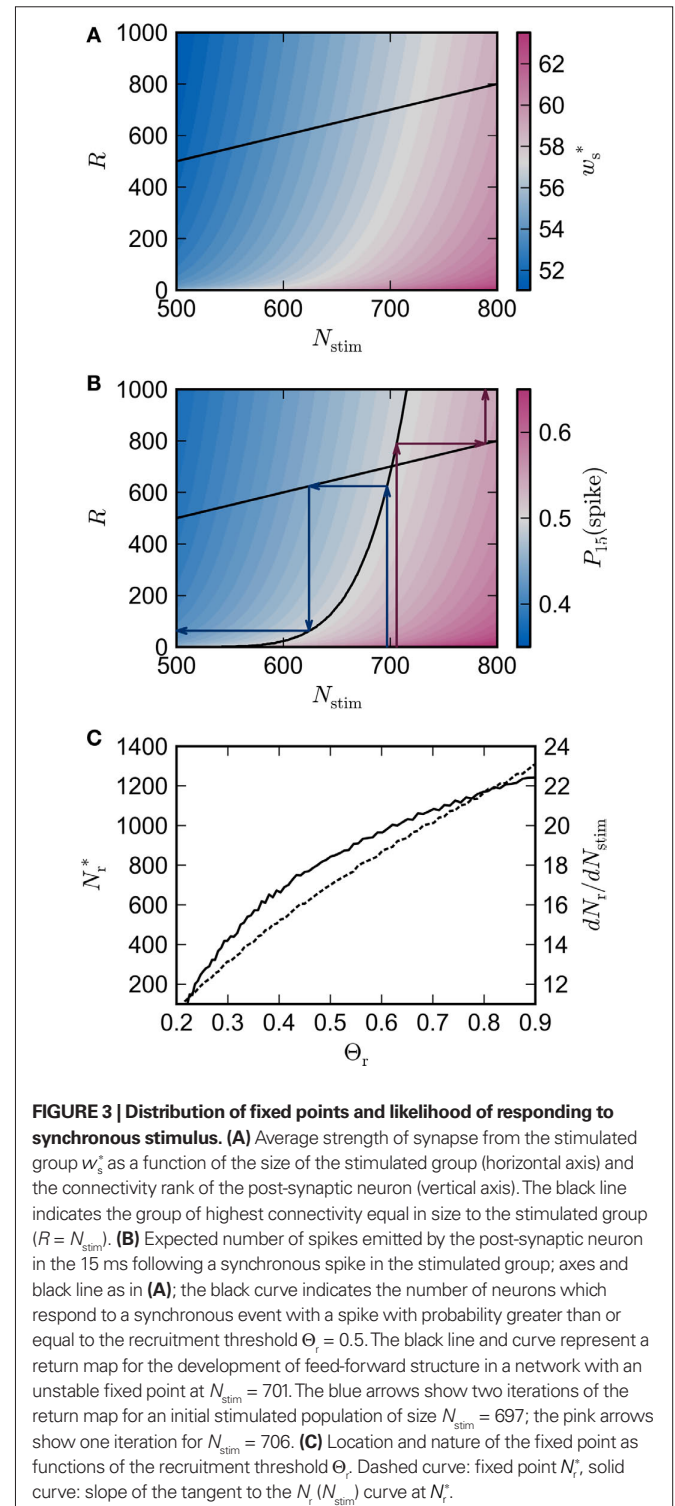 A
1000
800
600
400
200
0
R
500
600
700
800
N_stim
62
60
58
56
54
52
w_s^*
B
1000
800
600
400
200
0
R
500
600
700
800
N_stim
0.6
0.5
0.4
P_15(spike)
C
1400
1200
1000
800
600
400
200
N_r^*
24
22
20
18
16
14
12
dN_r/dN_stim
0.2
0.3
0.4
0.5
0.6
0.7
0.8
0.9
Θ_r
FIGURE 3 | Distribution of fixed points and likelihood of responding to
synchronous stimulus. (A) Average strength of synapse from the stimulated
group w_s^* as a function of the size of the stimulated group (horizontal axis) and
the connectivity rank of the post-synaptic neuron (vertical axis). The black line
indicates the group of highest connectivity equal in size to the stimulated group
(R = N_stim). (B) Expected number of spikes emitted by the post-synaptic neuron
in the 15 ms following a synchronous spike in the stimulated group; axes and
black line as in (A); the black curve indicates the number of neurons which
respond to a synchronous event with a spike with probability greater than or
equal to the recruitment threshold Θ_r = 0.5. The black line and curve represent a
return map for the development of feed-forward structure in a network with an
unstable fixed point at N_stim = 701. The blue arrows show two iterations of the
return map for an initial stimulated population of size N_stim = 697; the pink arrows
show one iteration for N_stim = 706. (C) Location and nature of the fixed point as
functions of the recruitment threshold Θ_r. Dashed curve: fixed point N_r^*, solid
curve: slope of the tangent to the N_r (N_stim) curve at N_r^*.